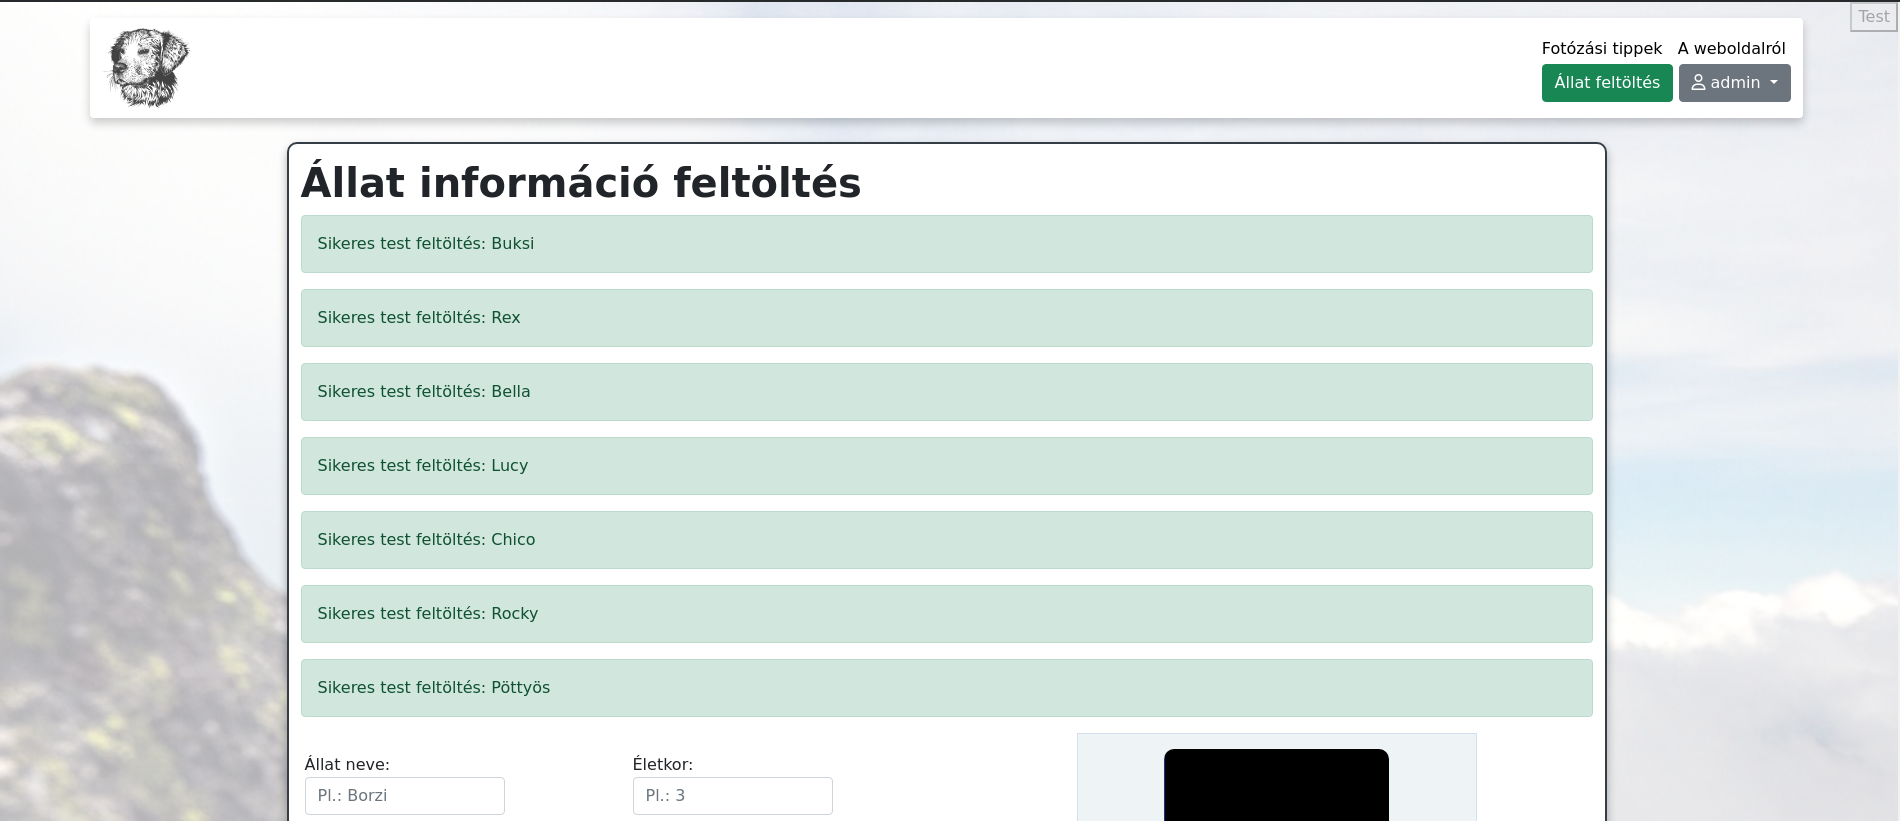 Test
Fotózási tippek A weboldalról
Állat feltöltés admin
Állat információ feltöltés
Sikeres test feltöltés: Buksi
Sikeres test feltöltés: Rex
Sikeres test feltöltés: Bella
Sikeres test feltöltés: Lucy
Sikeres test feltöltés: Chico
Sikeres test feltöltés: Rocky
Sikeres test feltöltés: Pöttyös
Állat neve: Életkor:
Pl.: Borzi Pl.: 3